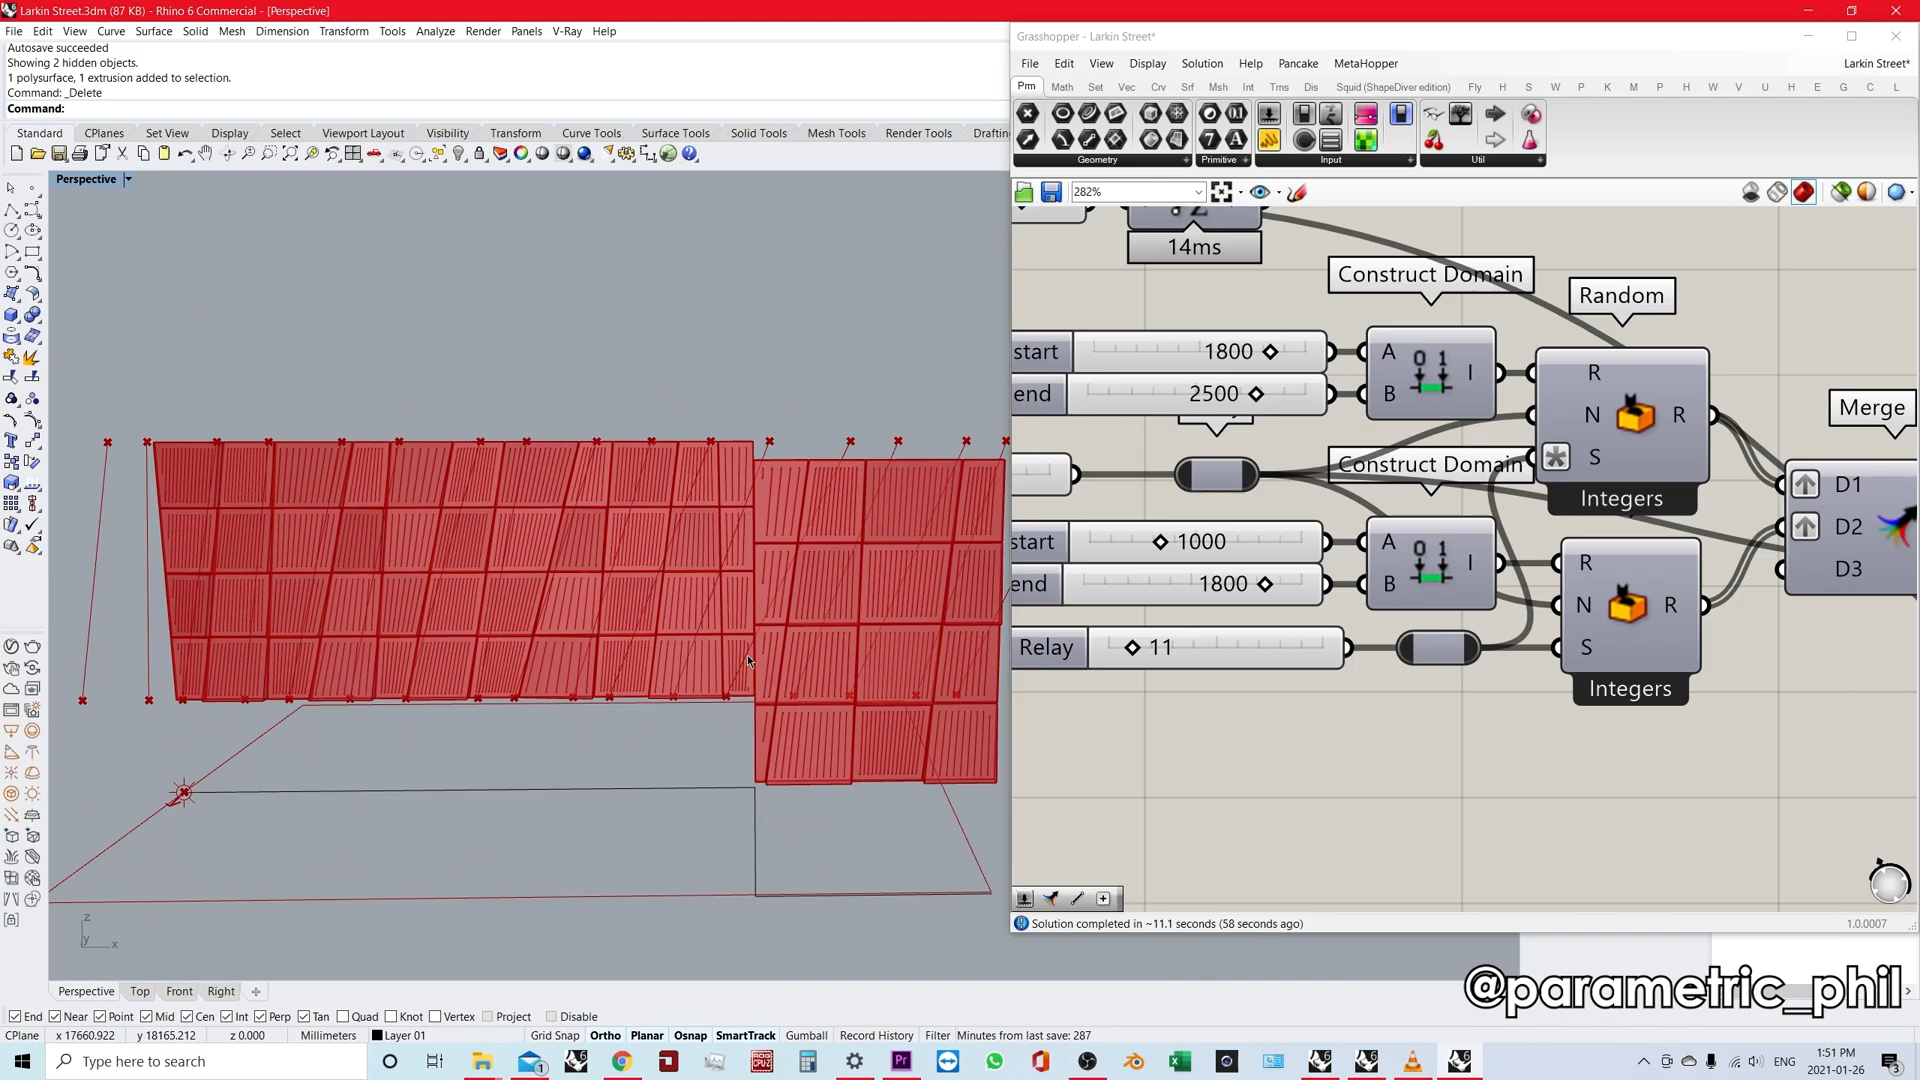 Larkin Street.3dm (87 KB) - Rhino 6 Commercial - [Perspective]
File Edit View Curve Surface Solid Mesh Dimension Transform Tools Analyze Render Panels V-Ray Help
Autosave succeeded
Showing 2 hidden objects.
1 polysurface, 1 extrusion added to selection.
Command: _Delete
Command:
Standard CPlanes Set View Display Select Viewport Layout Visibility Transform Curve Tools Surface Tools Solid Tools Mesh Tools Render Tools Drafting
Perspective
z
y x
Perspective Top Front Right
End Near Point Mid Cen Int Perp Tan Quad Knot Vertex Project Disable
CPlane x 17660.922 y 18165.212 z 0.000 Millimeters Layer 01 Grid Snap Ortho Planar Osnap SmartTrack Gumball Record History Filter Minutes from last save: 287
Grasshopper - Larkin Street*
File Edit View Display Solution Help Pancake MetaHopper Larkin Street*
Prm Math Set Vec Crv Srf Msh Int Trns Dis Squid (ShapeDiver edition) Fly H S W P K M P H W V U H E G C L
Geometry Primitive Input Util
282%
14ms
Construct Domain
Random
start 1800
end 2500
A B I
0 1
R N S R
Integers
Merge
D1
D2
D3
Construct Domain
start 1000
end 1800
A B I
0 1
R N S R
Integers
Relay 11
Solution completed in ~11.1 seconds (58 seconds ago) 1.0.0007
@parametric_phil
Type here to search
ENG
1:51 PM
2021-01-26
3